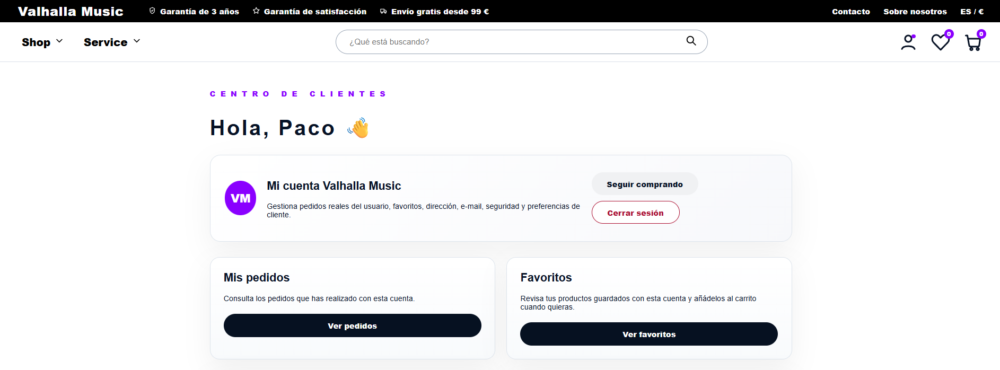 Valhalla Music
Garantía de 3 años
Garantía de satisfacción
Envío gratis desde 99 €
Contacto
Sobre nosotros
ES / €
Shop
Service
¿Qué está buscando?
0
0
CENTRO DE CLIENTES
Hola, Paco 👋
VM
Mi cuenta Valhalla Music
Gestiona pedidos reales del usuario, favoritos, dirección, e-mail, seguridad y preferencias de
cliente.
Seguir comprando
Cerrar sesión
Mis pedidos
Consulta los pedidos que has realizado con esta cuenta.
Ver pedidos
Favoritos
Revisa tus productos guardados con esta cuenta y añádelos al carrito
cuando quieras.
Ver favoritos